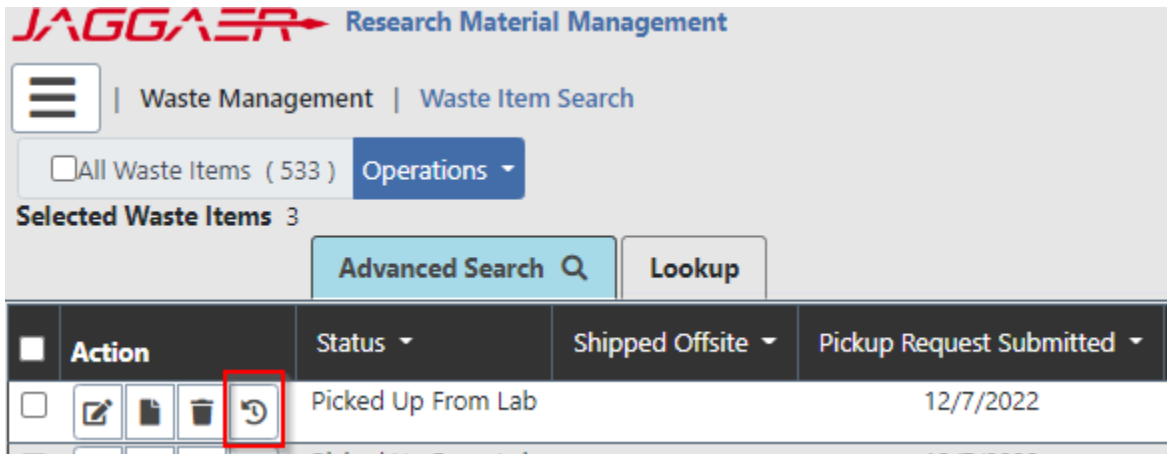 JAGGAER Research Material Management
| Waste Management | Waste Item Search
All Waste Items ( 533 ) Operations
Selected Waste Items 3
Advanced Search Lookup
Action Status Shipped Offsite Pickup Request Submitted
Picked Up From Lab 12/7/2022